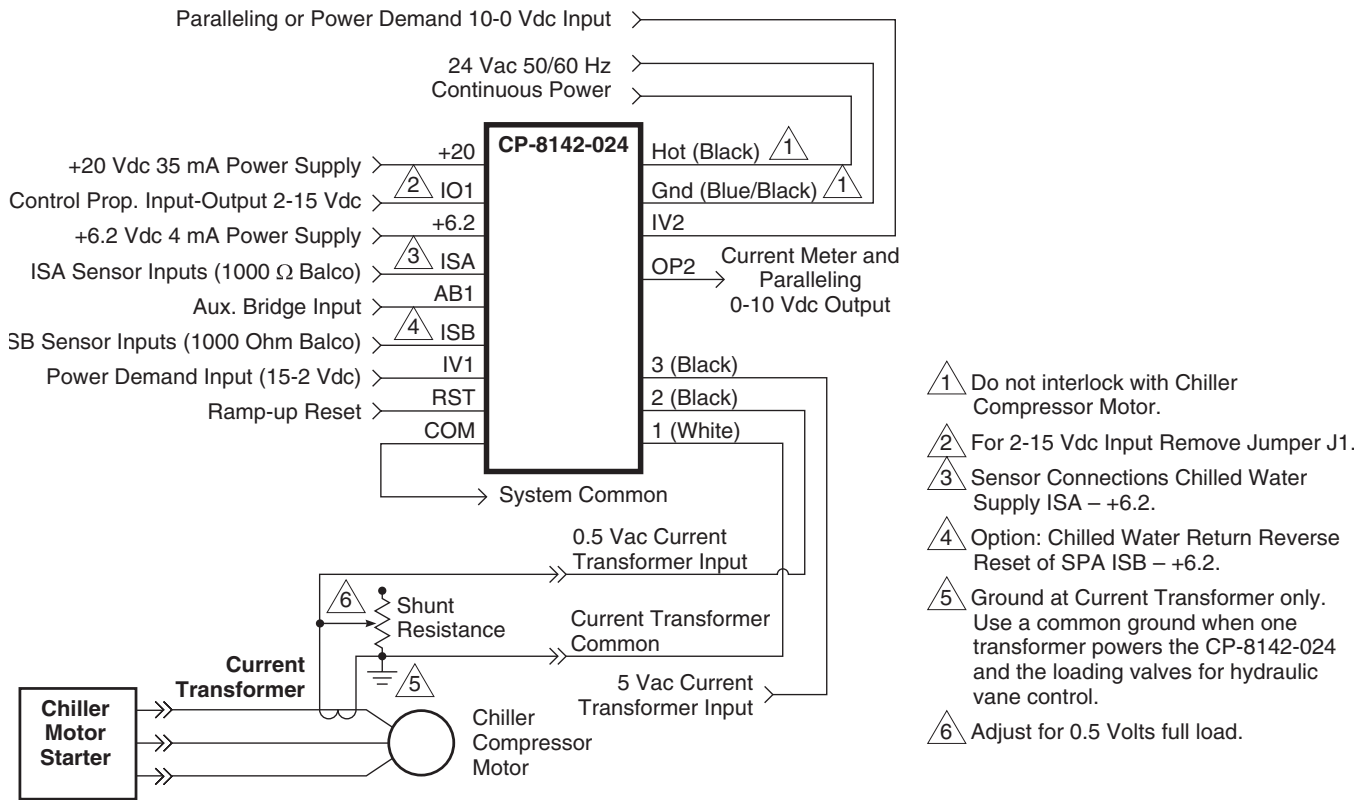 Paralleling or Power Demand 10-0 Vdc Input
24 Vac 50/60 Hz
Continuous Power
CP-8142-024
+20 Vdc 35 mA Power Supply
Control Prop. Input-Output 2-15 Vdc
+6.2 Vdc 4 mA Power Supply
ISA Sensor Inputs (1000 Ω Balco)
Aux. Bridge Input
SB Sensor Inputs (1000 Ohm Balco)
Power Demand Input (15-2 Vdc)
Ramp-up Reset
+20
2 IO1
+6.2
3 ISA
AB1
4 ISB
IV1
RST
COM
Hot (Black) 1
Gnd (Blue/Black) 1
IV2
OP2
Current Meter and
Paralleling
0-10 Vdc Output
3 (Black)
2 (Black)
1 (White)
System Common
0.5 Vac Current
Transformer Input
6
Shunt
Resistance
Current Transformer
Common
5
5 Vac Current
Transformer Input
Current
Transformer
Chiller
Motor
Starter
Chiller
Compressor
Motor
1 Do not interlock with Chiller
Compressor Motor.
2 For 2-15 Vdc Input Remove Jumper J1.
3 Sensor Connections Chilled Water
Supply ISA – +6.2.
4 Option: Chilled Water Return Reverse
Reset of SPA ISB – +6.2.
5 Ground at Current Transformer only.
Use a common ground when one
transformer powers the CP-8142-024
and the loading valves for hydraulic
vane control.
6 Adjust for 0.5 Volts full load.